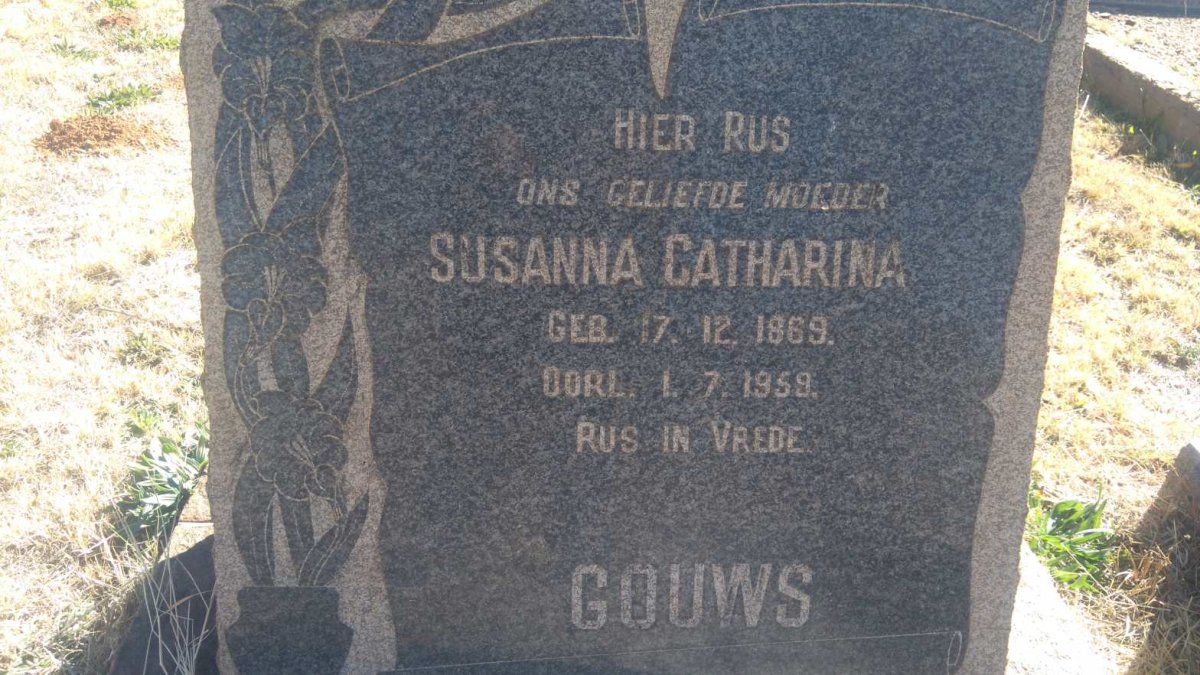 HIER RUS
ONS GELIEFDE MOEDER
SUSANNA CATHARINA
GEB. 17. 12. 1869.
OORL. 1. 7. 1959.
RUS IN VREDE.
GOUWS